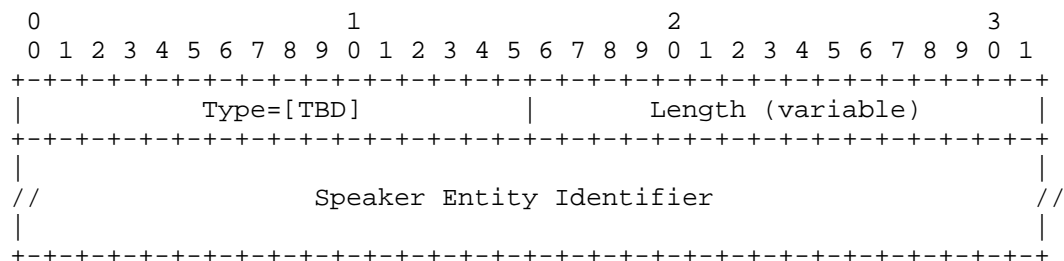 0                   1                   2                   3
 0 1 2 3 4 5 6 7 8 9 0 1 2 3 4 5 6 7 8 9 0 1 2 3 4 5 6 7 8 9 0 1
+-+-+-+-+-+-+-+-+-+-+-+-+-+-+-+-+-+-+-+-+-+-+-+-+-+-+-+-+-+-+-+-+
|           Type=[TBD]          |       Length (variable)       |
+-+-+-+-+-+-+-+-+-+-+-+-+-+-+-+-+-+-+-+-+-+-+-+-+-+-+-+-+-+-+-+-+
|                                                               |
//                 Speaker Entity Identifier                   //
|                                                               |
+-+-+-+-+-+-+-+-+-+-+-+-+-+-+-+-+-+-+-+-+-+-+-+-+-+-+-+-+-+-+-+-+